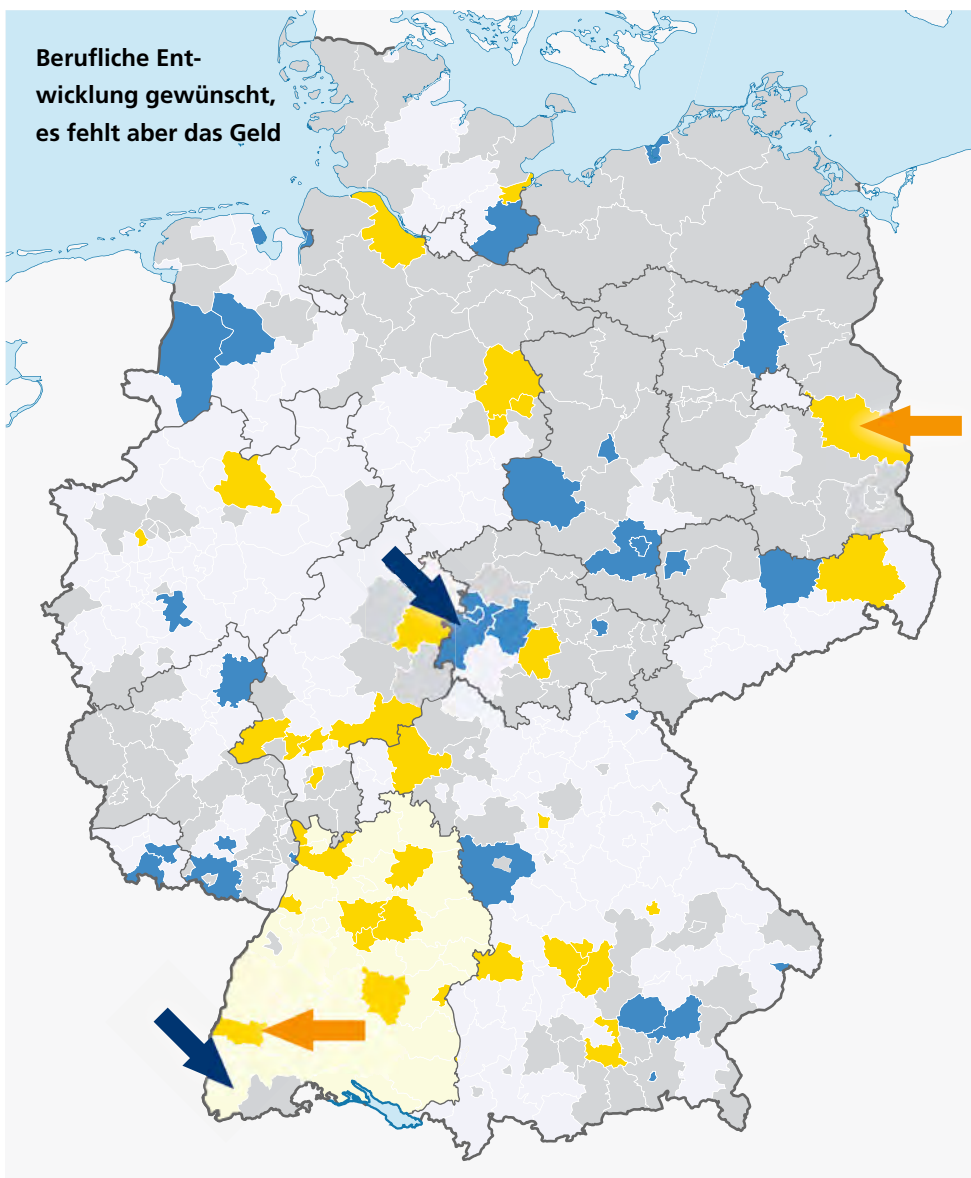 Berufliche Ent-
wicklung gewünscht,
es fehlt aber das Geld